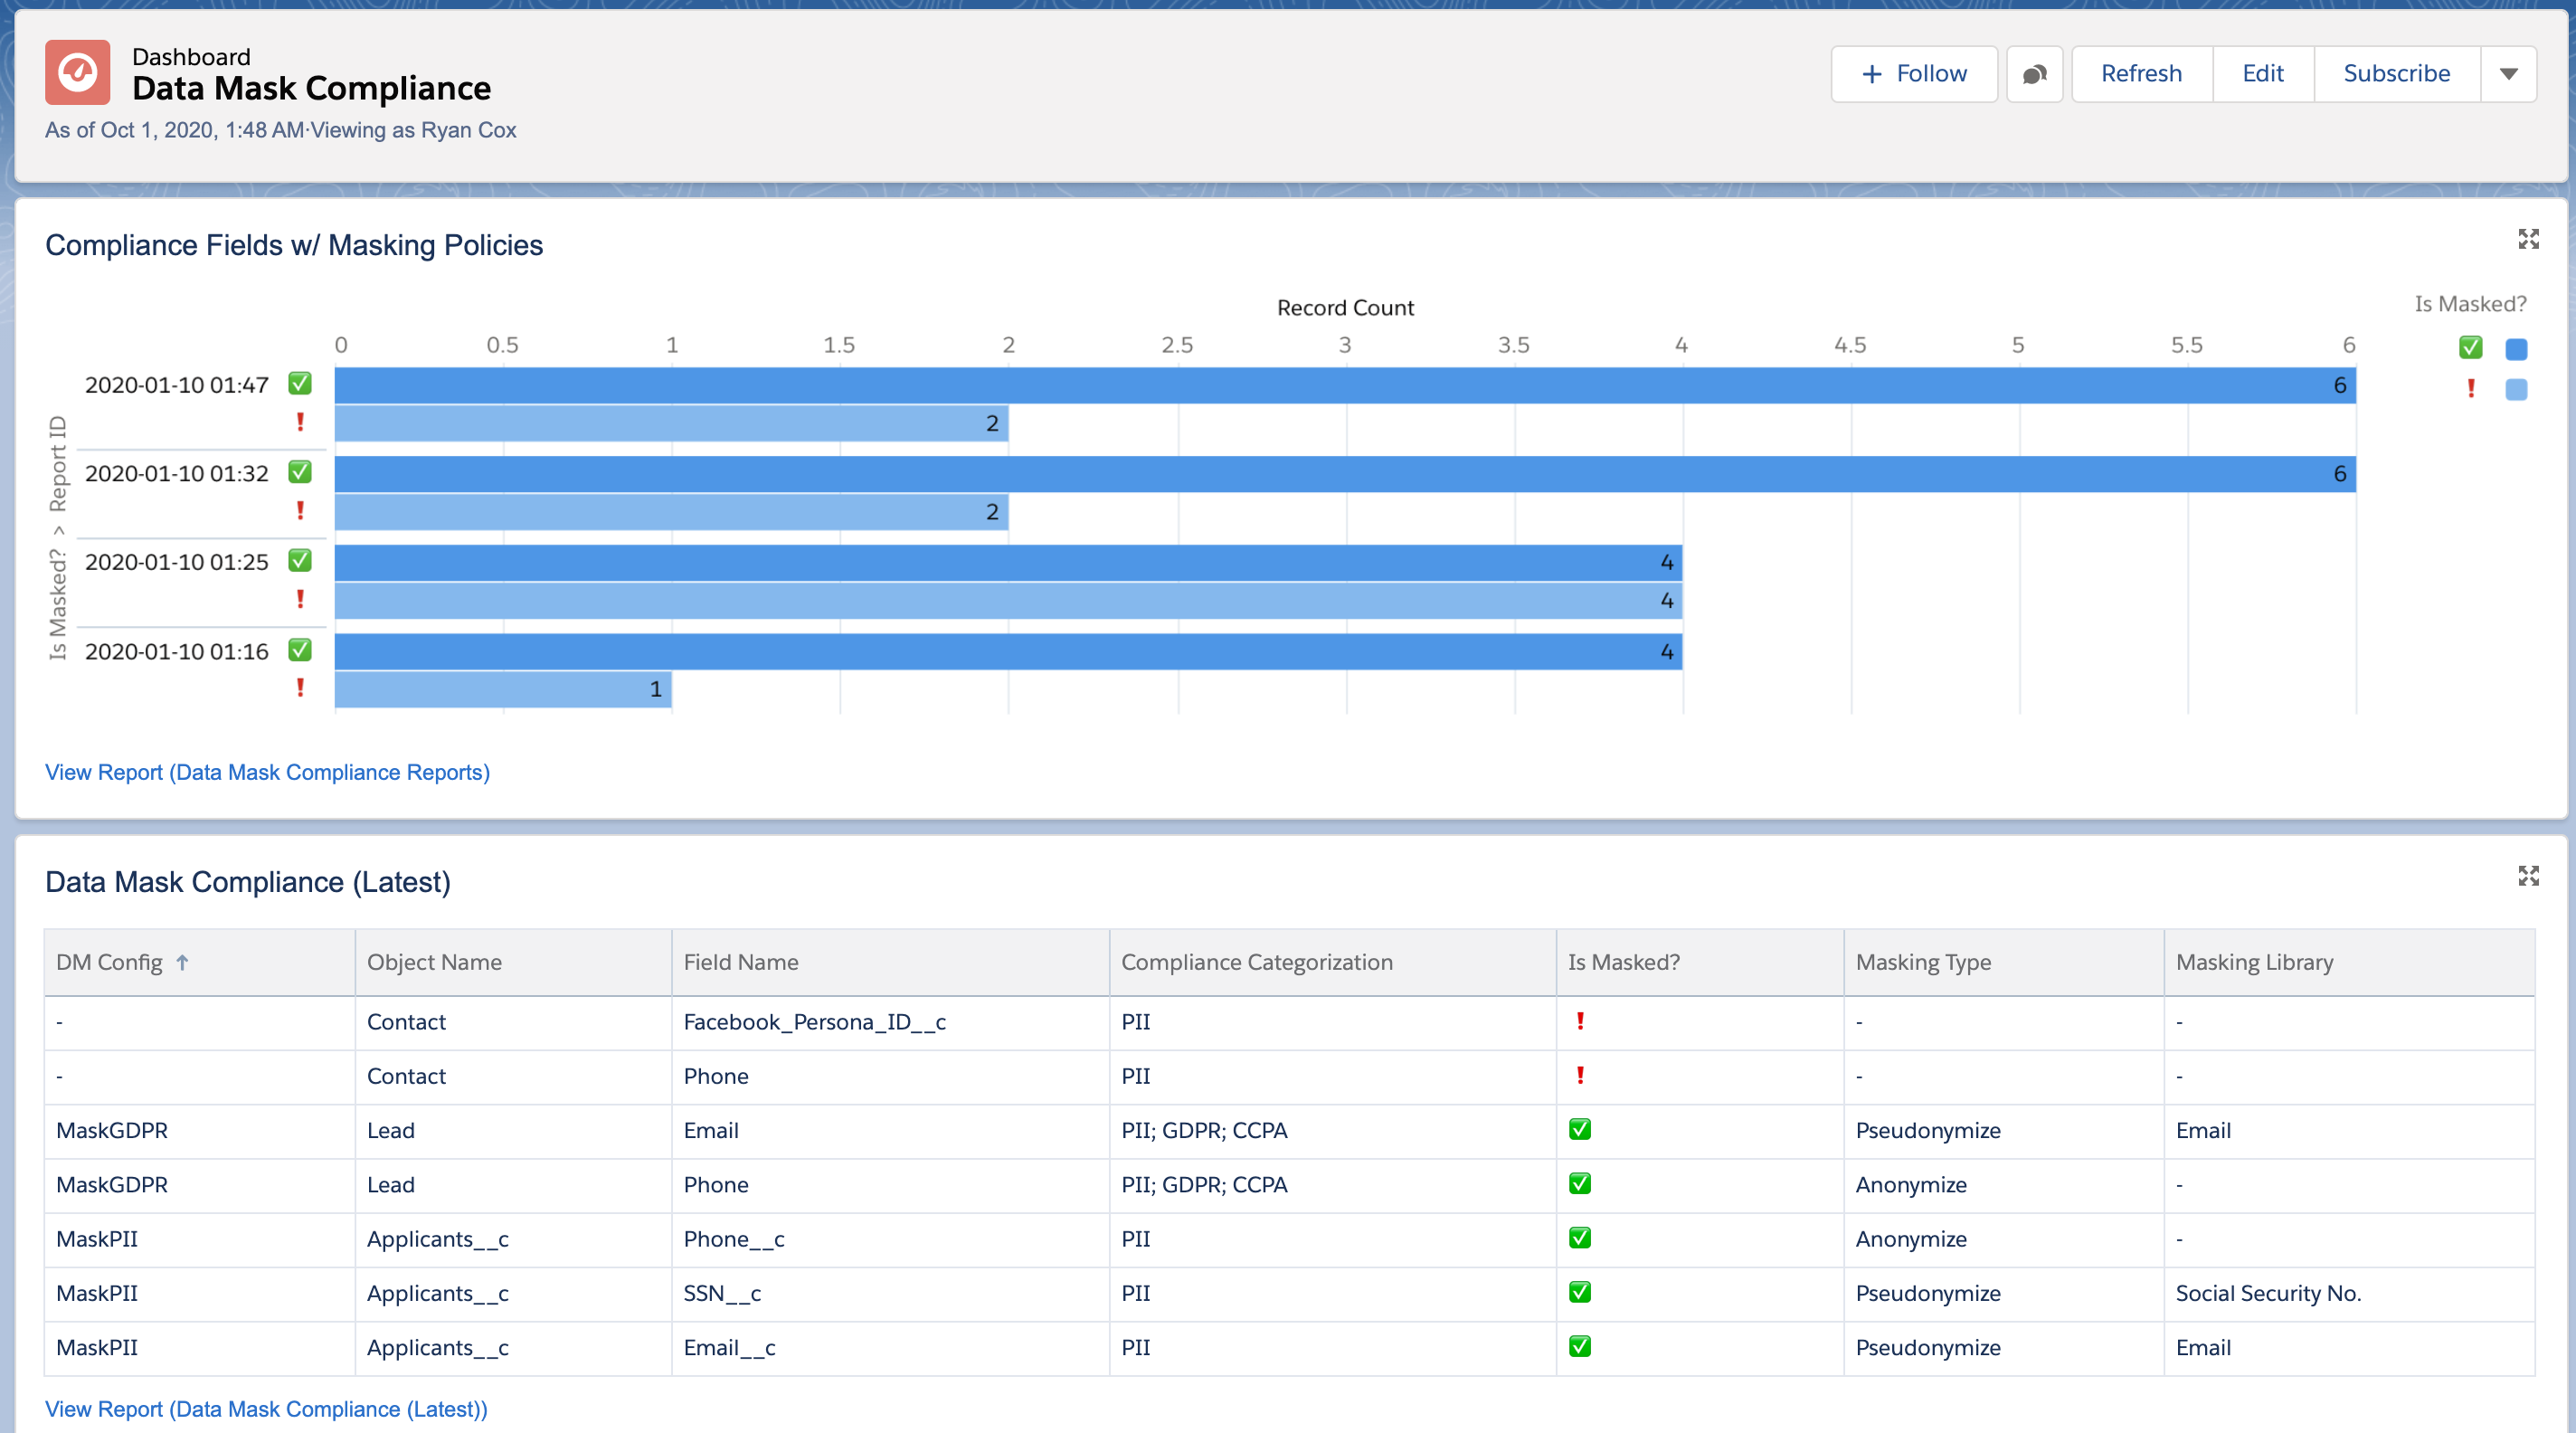 Dashboard
Data Mask Compliance
As of Oct 1, 2020, 1:48 AM·Viewing as Ryan Cox
+ Follow
Refresh
Edit
Subscribe
Compliance Fields w/ Masking Policies
Record Count
Is Masked?
0 0.5 1 1.5 2 2.5 3 3.5 4 4.5 5 5.5 6
✅
❗
Is Masked? > Report ID
2020-01-10 01:47 ✅ 6
❗ 2
2020-01-10 01:32 ✅ 6
❗ 2
2020-01-10 01:25 ✅ 4
❗ 4
2020-01-10 01:16 ✅ 4
❗ 1
View Report (Data Mask Compliance Reports)
Data Mask Compliance (Latest)
DM Config ↑ Object Name Field Name Compliance Categorization Is Masked? Masking Type Masking Library
- Contact Facebook_Persona_ID__c PII ❗ - -
- Contact Phone PII ❗ - -
MaskGDPR Lead Email PII; GDPR; CCPA ✅ Pseudonymize Email
MaskGDPR Lead Phone PII; GDPR; CCPA ✅ Anonymize -
MaskPII Applicants__c Phone__c PII ✅ Anonymize -
MaskPII Applicants__c SSN__c PII ✅ Pseudonymize Social Security No.
MaskPII Applicants__c Email__c PII ✅ Pseudonymize Email
View Report (Data Mask Compliance (Latest))